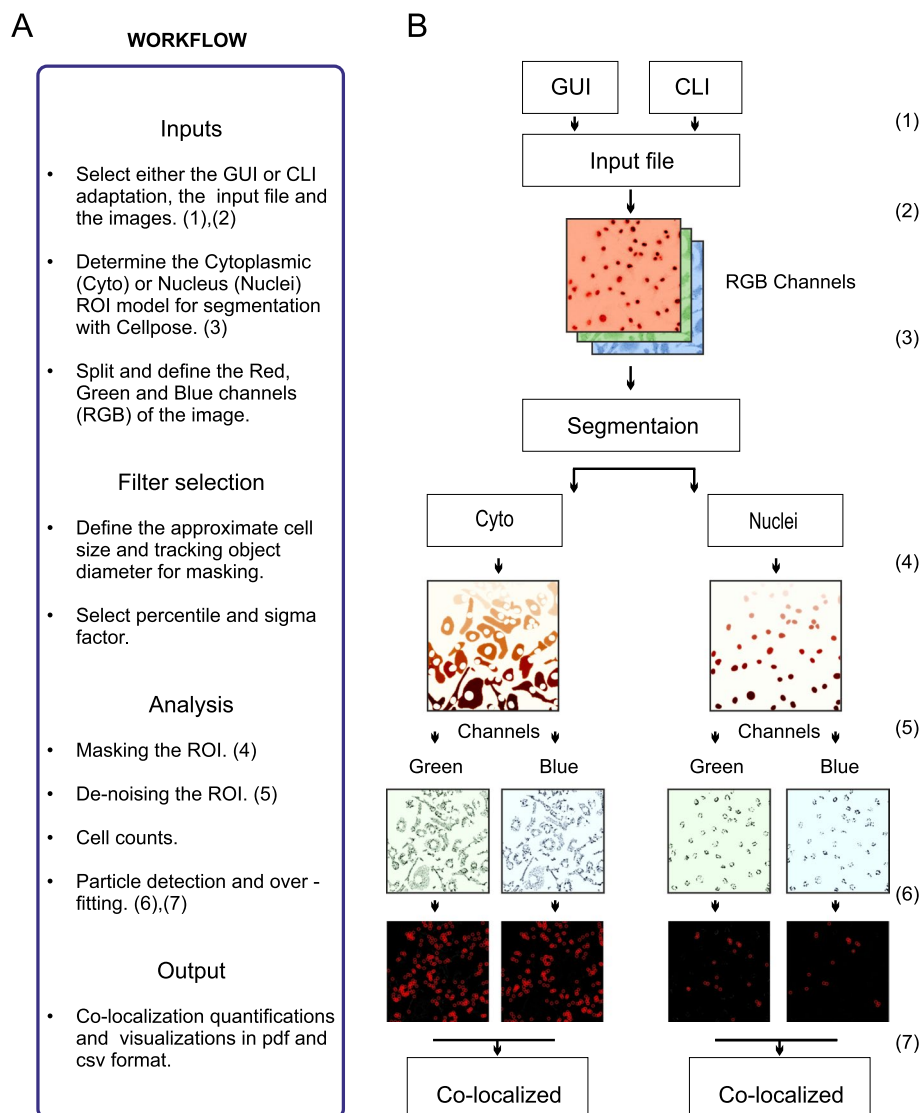 A
WORKFLOW
Inputs
• Select either the GUI or CLI
adaptation, the input file and
the images. (1),(2)
• Determine the Cytoplasmic
(Cyto) or Nucleus (Nuclei)
ROI model for segmentation
with Cellpose. (3)
• Split and define the Red,
Green and Blue channels
(RGB) of the image.
Filter selection
• Define the approximate cell
size and tracking object
diameter for masking.
• Select percentile and sigma
factor.
Analysis
• Masking the ROI. (4)
• De-noising the ROI. (5)
• Cell counts.
• Particle detection and over -
fitting. (6),(7)
Output
• Co-localization quantifications
and visualizations in pdf and
csv format.
B
GUI CLI
(1)
Input file
(2)
RGB Channels
(3)
Segmentaion
Cyto Nuclei
(4)
Channels Channels
(5)
Green Blue Green Blue
(6)
(7)
Co-localized Co-localized